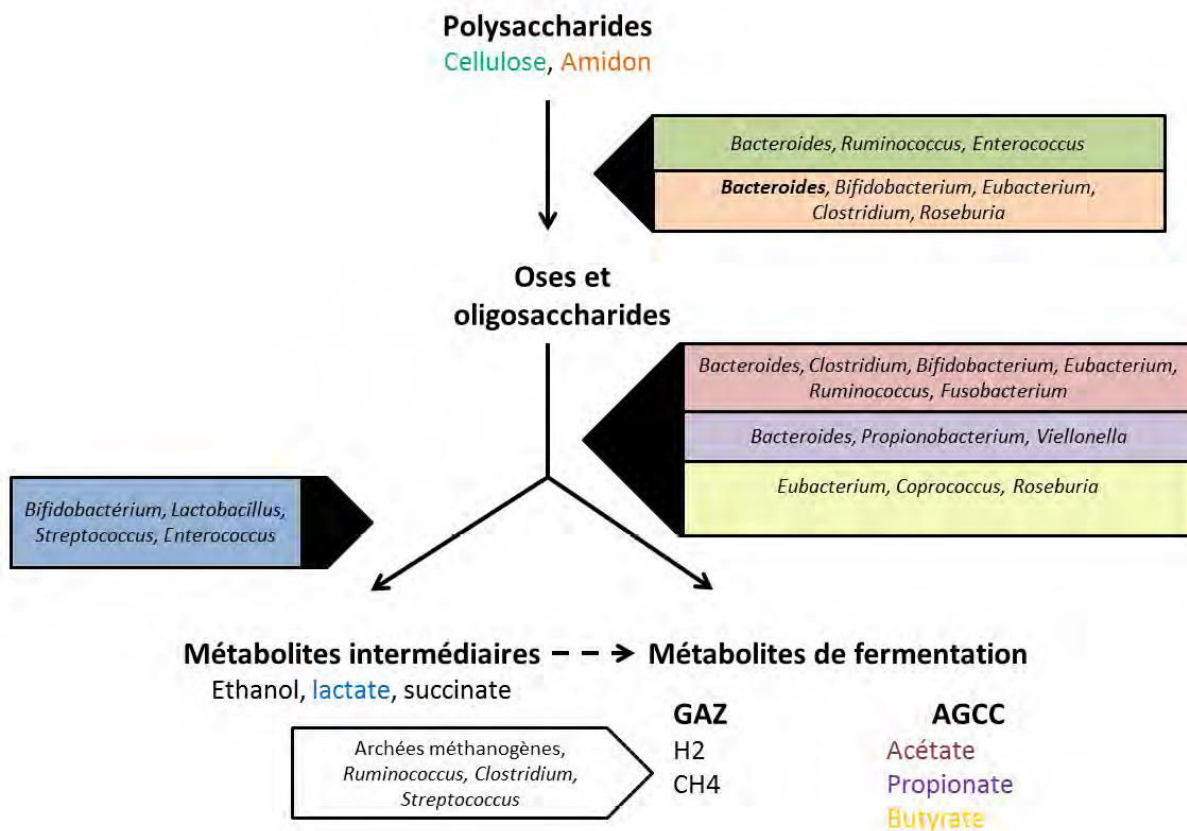 Polysaccharides
Cellulose, Amidon
Bacteroides, Ruminococcus, Enterococcus
Bacteroides, Bifidobacterium, Eubacterium,
Clostridium, Roseburia
Oses et
oligosaccharides
Bacteroides, Clostridium, Bifidobacterium, Eubacterium,
Ruminococcus, Fusobacterium
Bacteroides, Propionobacterium, Viellonella
Eubacterium, Coprococcus, Roseburia
Bifidobactérium, Lactobacillus,
Streptococcus, Enterococcus
Métabolites intermédiaires
Ethanol, lactate, succinate
Métabolites de fermentation
Archées méthanogènes,
Ruminococcus, Clostridium,
Streptococcus
GAZ
H2
CH4
AGCC
Acétate
Propionate
Butyrate